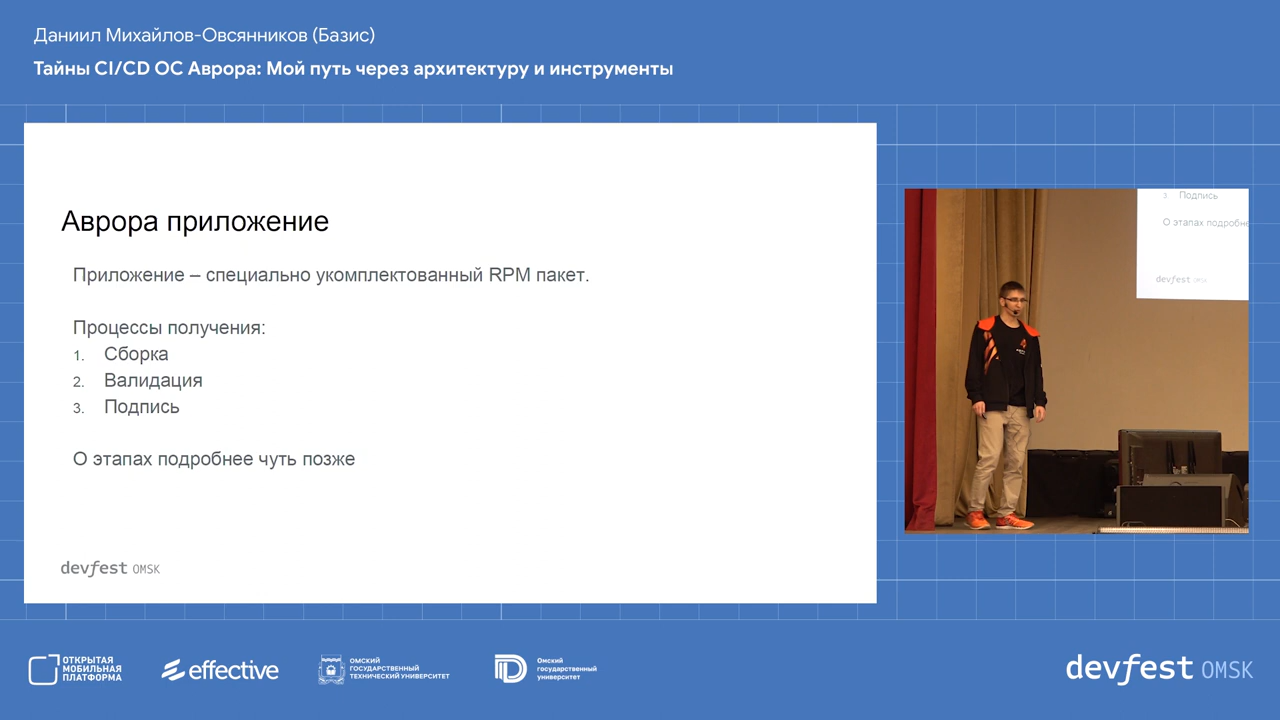 Даниил Михайлов-Овсянников (Базис)
Тайны CI/CD ОС Аврора: Мой путь через архитектуру и инструменты
Аврора приложение
Приложение – специально укомплектованный RPM пакет.
Процессы получения:
1. Сборка
2. Валидация
3. Подпись
О этапах подробнее чуть позже
devfest OMSK
3. Подпись
О этапах подробне
devfest OMSK
ОТКРЫТАЯ
МОБИЛЬНАЯ
ПЛАТФОРМА
effective
ОМСКИЙ
ГОСУДАРСТВЕННЫЙ
ТЕХНИЧЕСКИЙ УНИВЕРСИТЕТ
Омский
государственный
университет
devfest OMSK